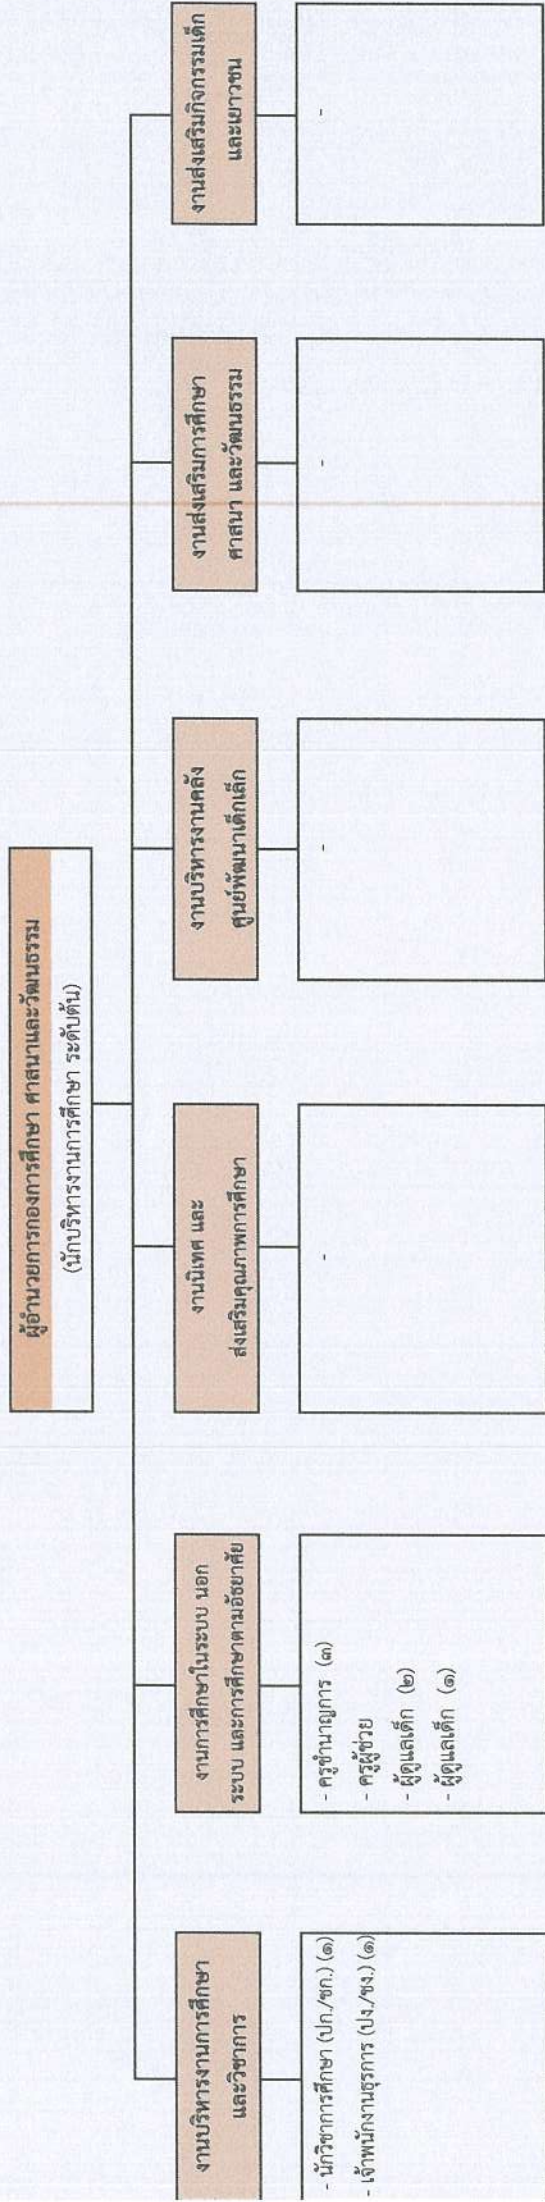 ผู้อำนวยการกองการศึกษา ศาสนาและวัฒนธรรม
(นักบริหารงานการศึกษา ระดับต้น)
งานบริหารงานการศึกษา
และวิชาการ
- นักวิชาการศึกษา (ปก./ชก.) (๑)
- เจ้าพนักงานธุรการ (ปง./ชง.) (๑)
งานการศึกษาในระบบ นอก
ระบบ และการศึกษาตามอัธยาศัย
- ครูชำนาญการ (๓)
- ครูผู้ช่วย
- ผู้ดูแลเด็ก (๒)
- ผู้ดูแลเด็ก (๑)
งานนิเทศ และ
ส่งเสริมคุณภาพการศึกษา
-
งานบริหารงานคลัง
ศูนย์พัฒนาเด็กเล็ก
-
งานส่งเสริมการศึกษา
ศาสนา และวัฒนธรรม
-
งานส่งเสริมกิจกรรมเด็ก
และเยาวชน
-